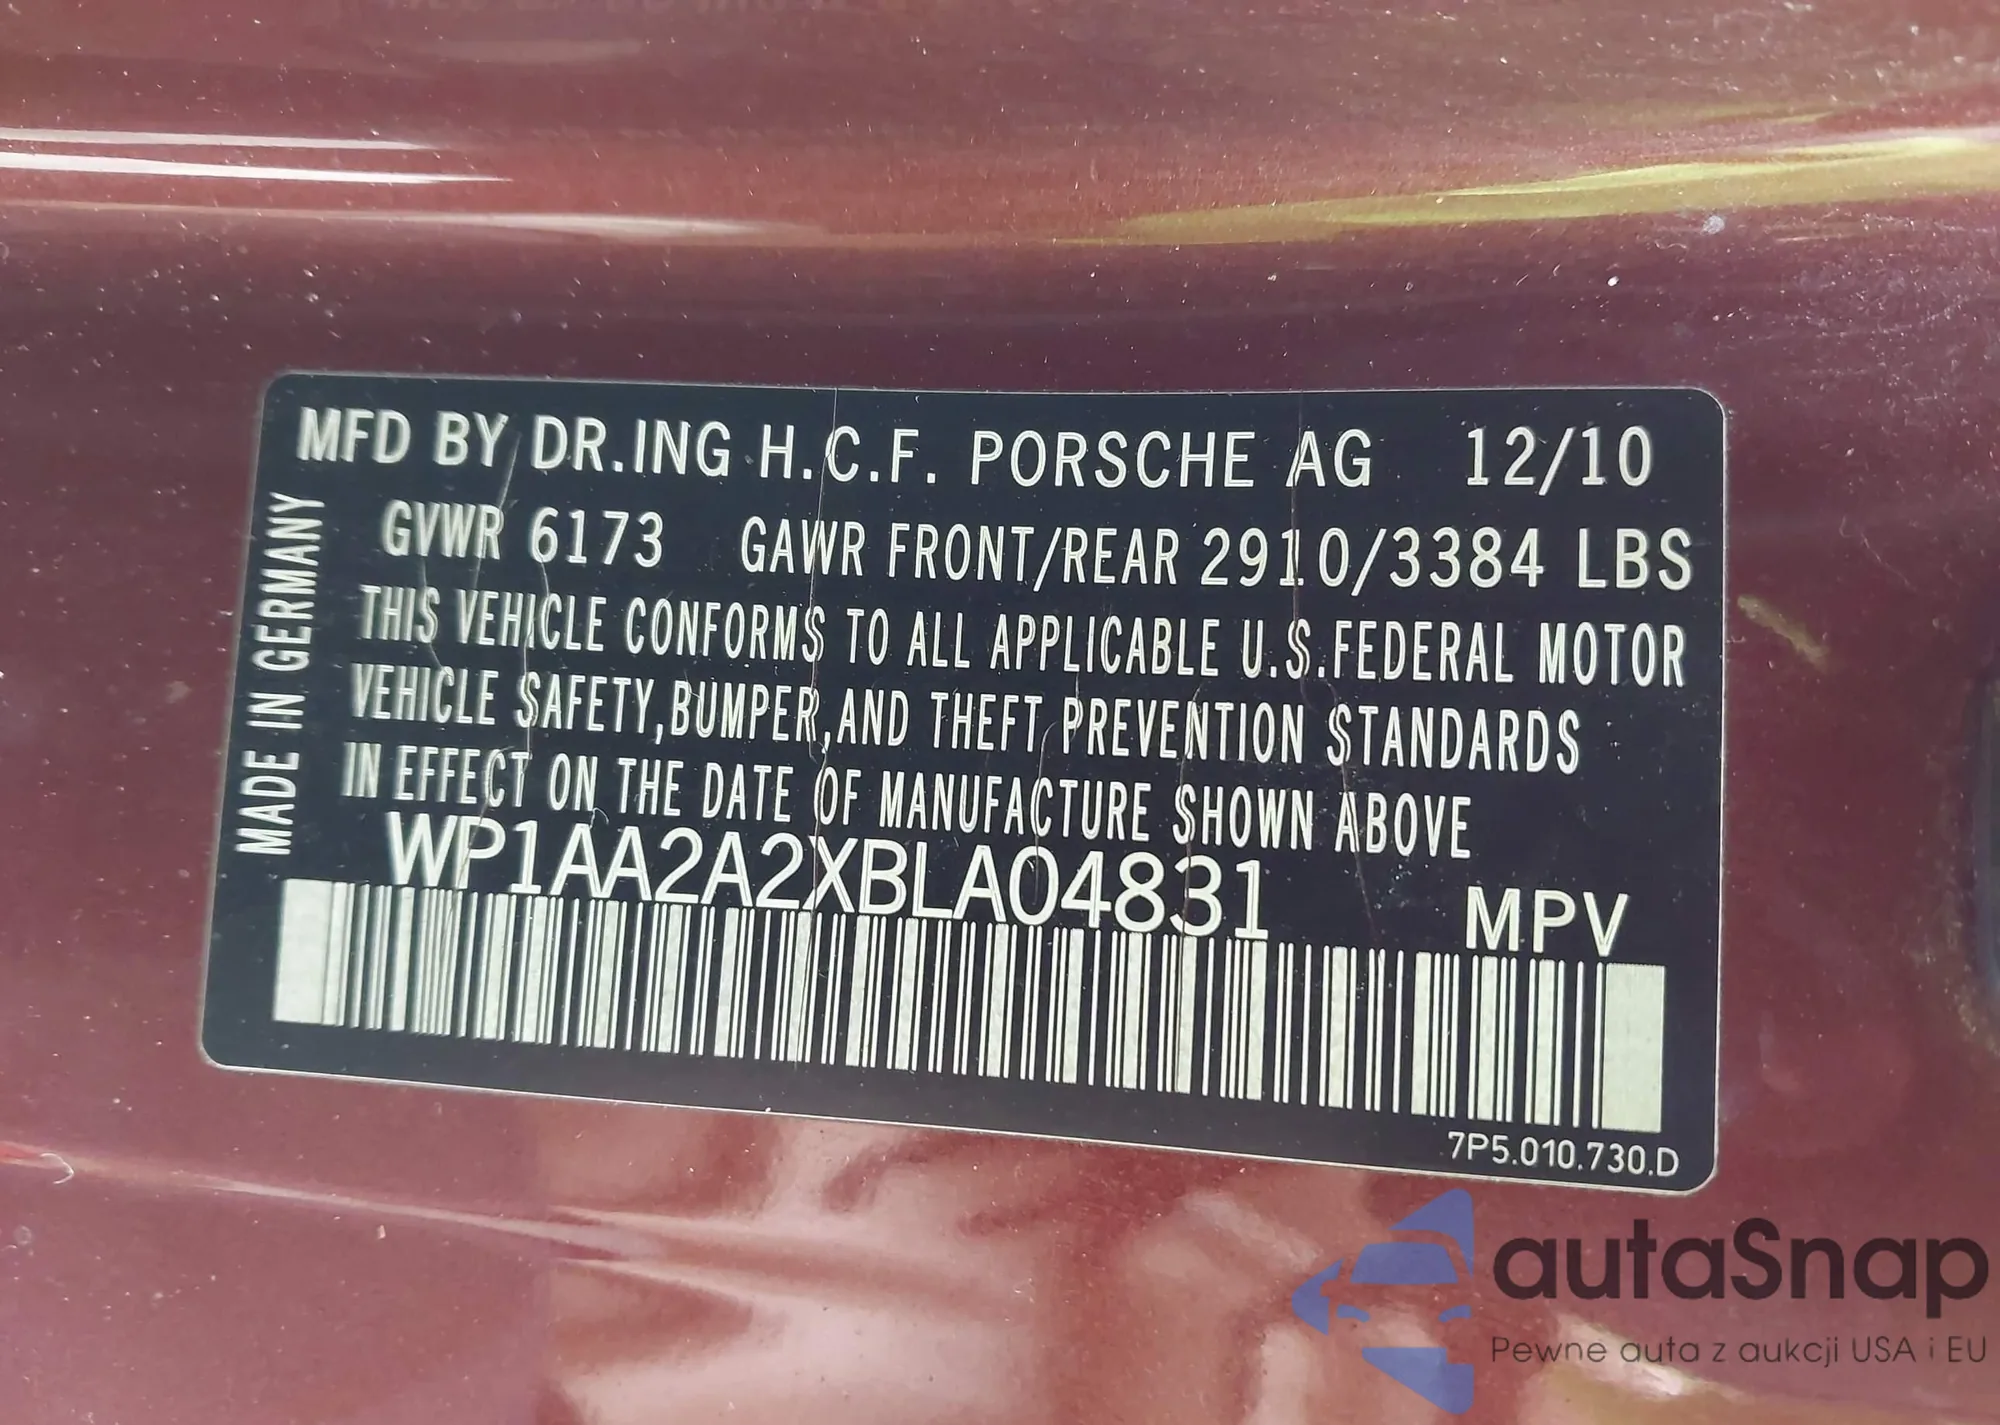 MFD BY DR.ING H.C.F. PORSCHE AG 12/10
GVWR 6173 GAWR FRONT/REAR 2910/3384 LBS
THIS VEHICLE CONFORMS TO ALL APPLICABLE U.S.FEDERAL MOTOR
VEHICLE SAFETY,BUMPER,AND THEFT PREVENTION STANDARDS
IN EFFECT ON THE DATE OF MANUFACTURE SHOWN ABOVE
WP1AA2A2XBLA04831 MPV
MADE IN GERMANY
7P5.010.730.D
autaSnap
Pewne auta z aukcji USA i EU